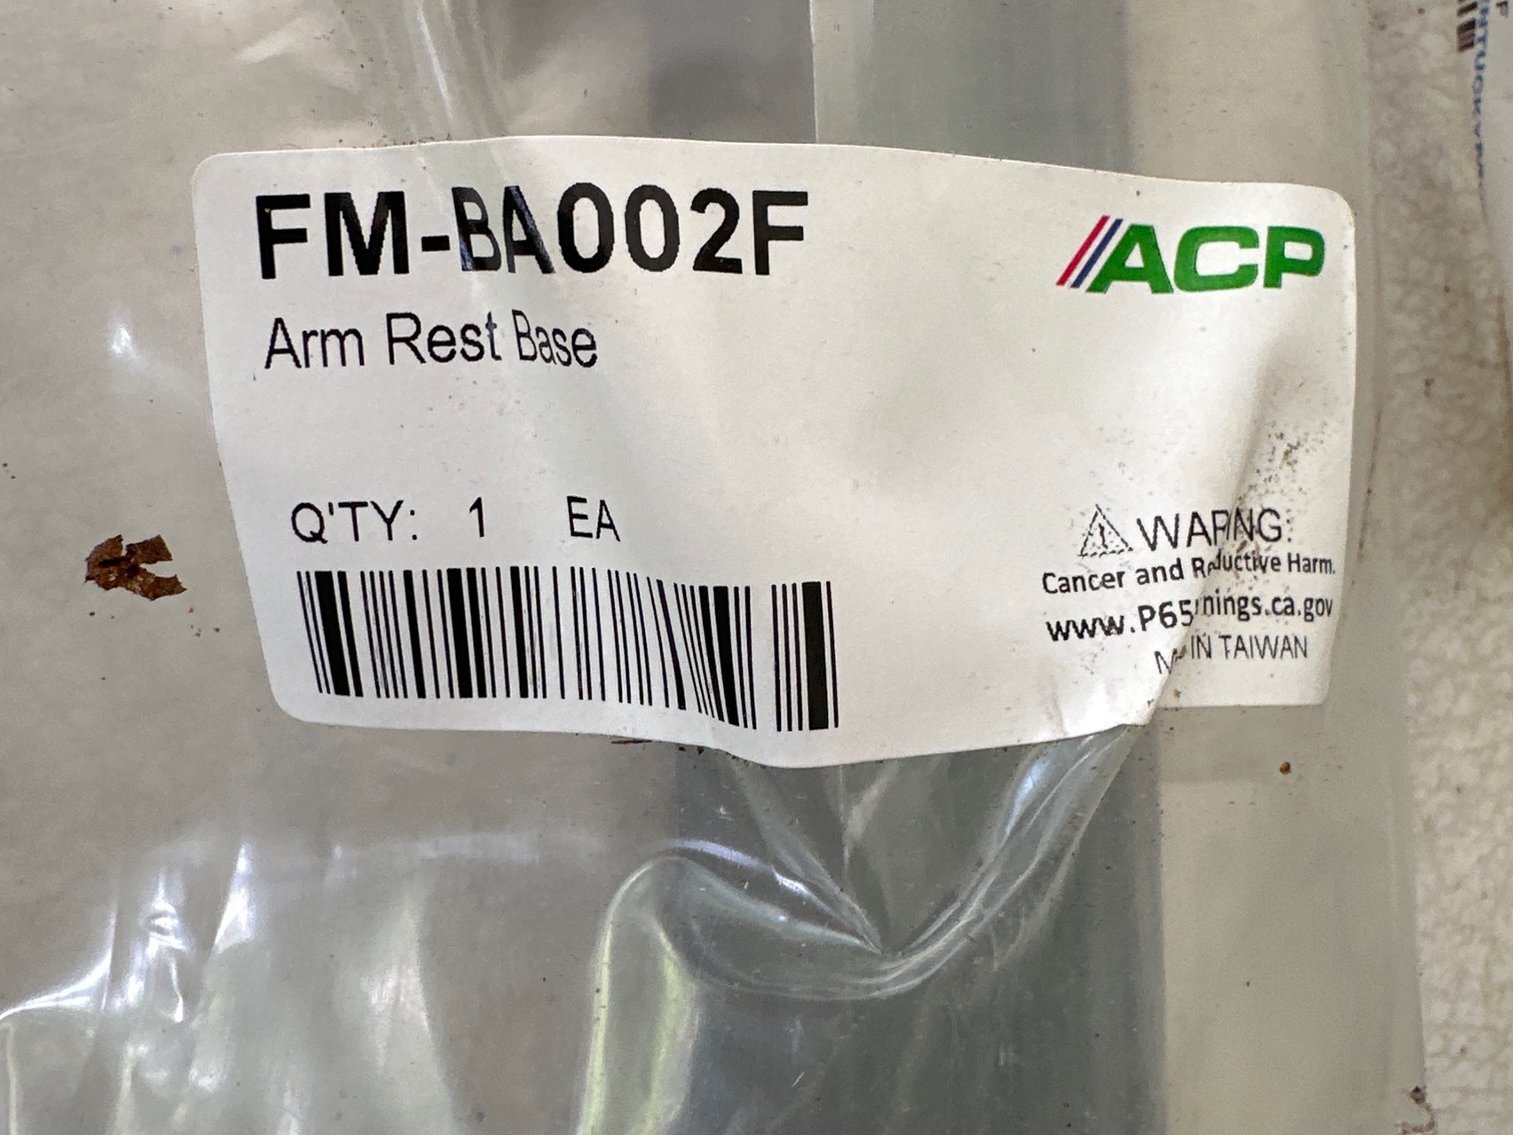 FM-BA002F
ACP
Arm Rest Base
Q'TY: 1 EA
WARNING:
Cancer and Reductive Harm.
www.P65nings.ca.gov
IN TAIWAN